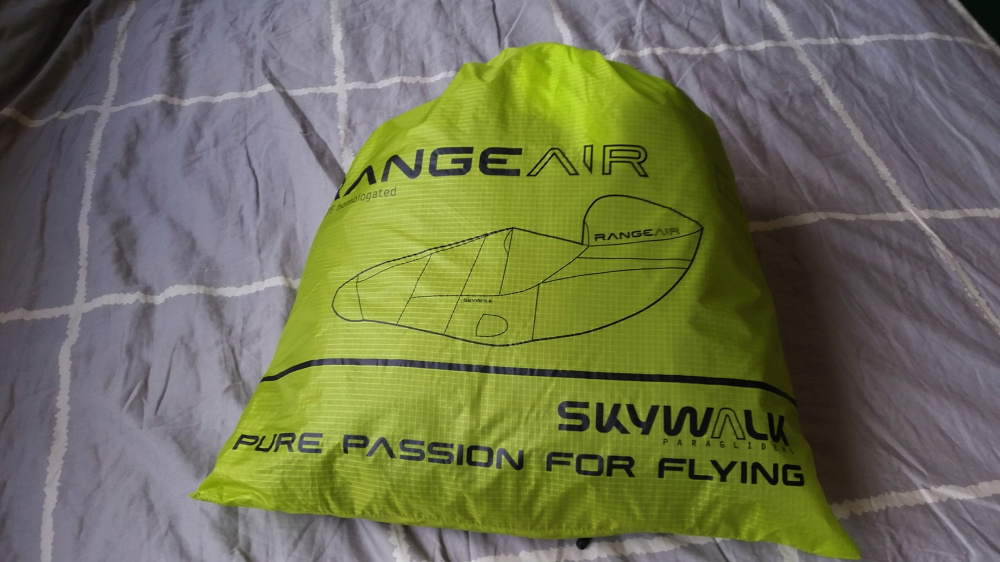 RANGEAIR
homologated
RANGEAIR
SKYWALK
SKYWALK
PARAGLIDERS
PURE PASSION FOR FLYING